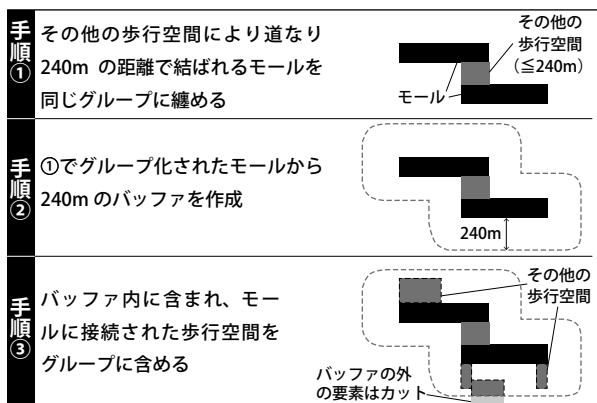 手順①
その他の歩行空間により道なり
240m の距離で結ばれるモールを
同じグループに纏める
その他の
歩行空間
(≦240m)
モール
手順②
①でグループ化されたモールから
240m のバッファを作成
240m
手順③
バッファ内に含まれ、モー
ルに接続された歩行空間を
グループに含める
その他の
歩行空間
バッファの外
の要素はカット